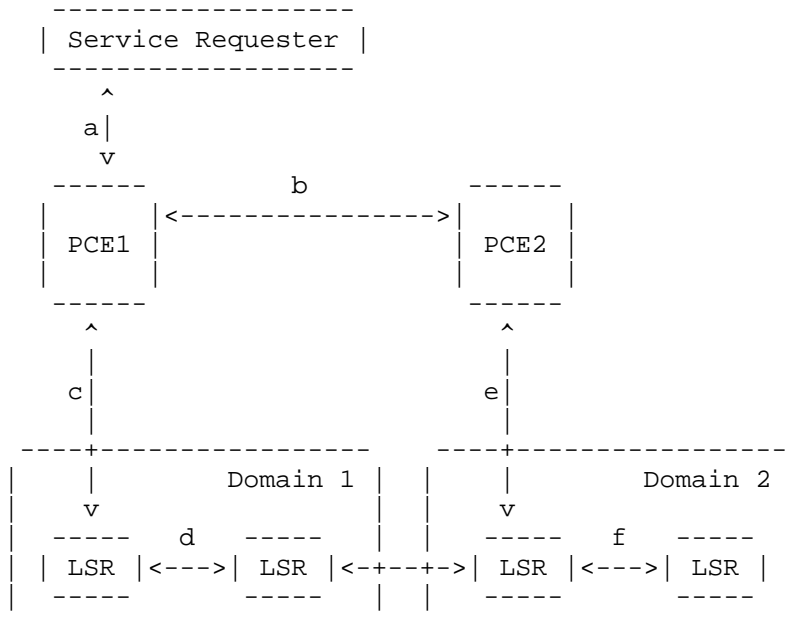 Service Requester
a
b
PCE1 PCE2
c e
Domain 1 Domain 2
d f
LSR LSR LSR LSR